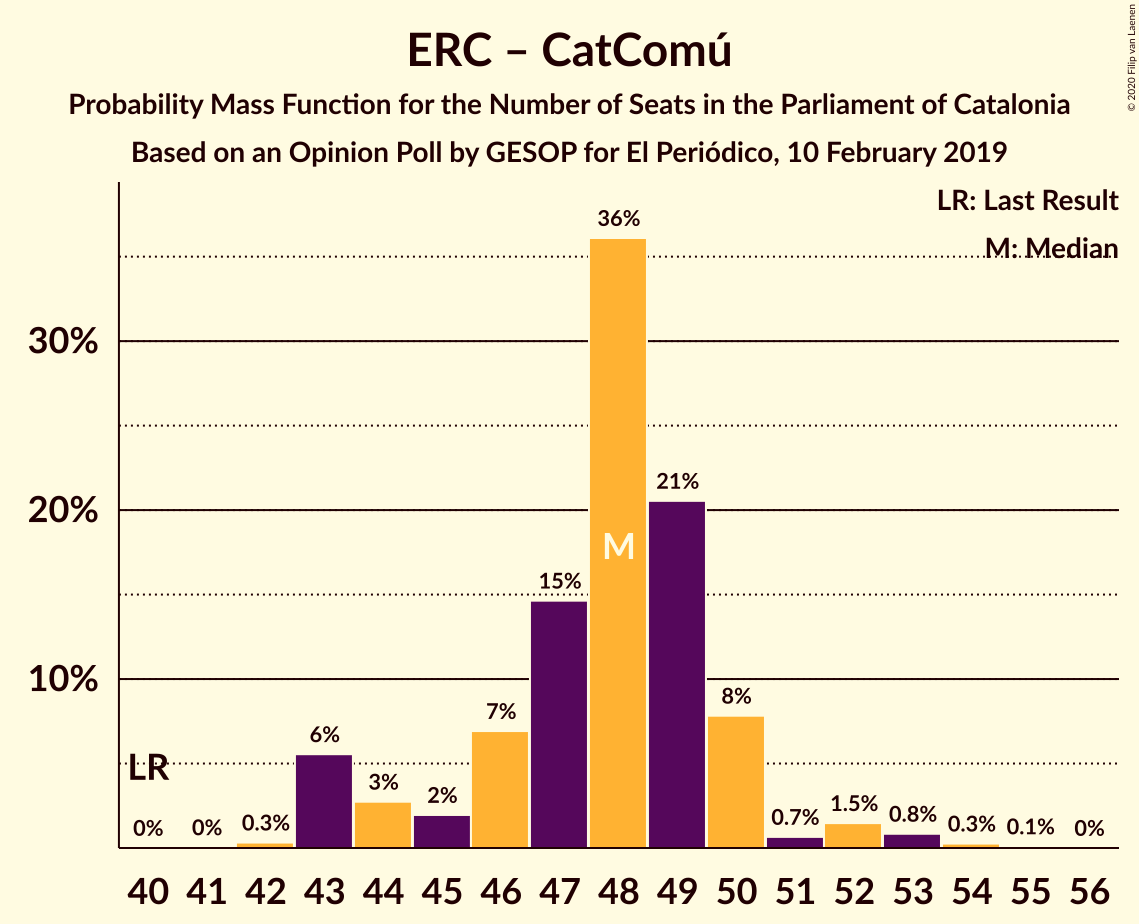 ERC – CatComú
Probability Mass Function for the Number of Seats in the Parliament of Catalonia
Based on an Opinion Poll by GESOP for El Periódico, 10 February 2019
© 2020 Filip van Laenen
LR: Last Result
M: Median
30%
20%
10%
LR
M
0% 0% 0.3% 6% 3% 2% 7% 15% 36% 21% 8% 0.7% 1.5% 0.8% 0.3% 0.1% 0%
40 41 42 43 44 45 46 47 48 49 50 51 52 53 54 55 56